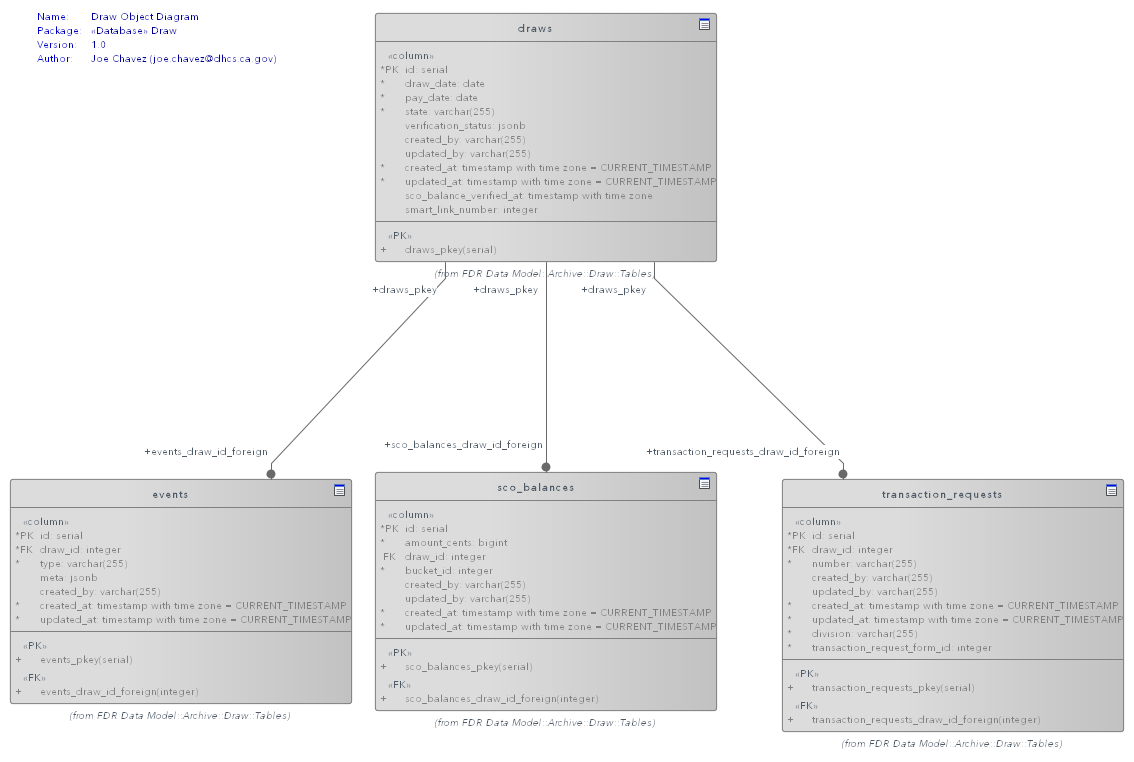 Name: Draw Object Diagram
Package: «Database» Draw
Version: 1.0
Author: Joe Chavez (joe.chavez@dhcs.ca.gov)
draws
«column»
*PK id: serial
* draw_date: date
* pay_date: date
* state: varchar(255)
verification_status: jsonb
created_by: varchar(255)
updated_by: varchar(255)
* created_at: timestamp with time zone = CURRENT_TIMESTAMP
* updated_at: timestamp with time zone = CURRENT_TIMESTAMP
sco_balance_verified_at: timestamp with time zone
smart_link_number: integer
«PK»
+ draws_pkey(serial)
(from FDR Data Model::Archive::Draw::Tables)
+draws_pkey
+draws_pkey
+draws_pkey
+events_draw_id_foreign
+sco_balances_draw_id_foreign
+transaction_requests_draw_id_foreign
events
«column»
*PK id: serial
*FK draw_id: integer
* type: varchar(255)
meta: jsonb
created_by: varchar(255)
* created_at: timestamp with time zone = CURRENT_TIMESTAMP
* updated_at: timestamp with time zone = CURRENT_TIMESTAMP
«PK»
+ events_pkey(serial)
«FK»
+ events_draw_id_foreign(integer)
(from FDR Data Model::Archive::Draw::Tables)
sco_balances
«column»
*PK id: serial
* amount_cents: bigint
FK draw_id: integer
* bucket_id: integer
created_by: varchar(255)
updated_by: varchar(255)
* created_at: timestamp with time zone = CURRENT_TIMESTAMP
* updated_at: timestamp with time zone = CURRENT_TIMESTAMP
«PK»
+ sco_balances_pkey(serial)
«FK»
+ sco_balances_draw_id_foreign(integer)
(from FDR Data Model::Archive::Draw::Tables)
transaction_requests
«column»
*PK id: serial
*FK draw_id: integer
* number: varchar(255)
created_by: varchar(255)
updated_by: varchar(255)
* created_at: timestamp with time zone = CURRENT_TIMESTAMP
* updated_at: timestamp with time zone = CURRENT_TIMESTAMP
* division: varchar(255)
* transaction_request_form_id: integer
«PK»
+ transaction_requests_pkey(serial)
«FK»
+ transaction_requests_draw_id_foreign(integer)
(from FDR Data Model::Archive::Draw::Tables)